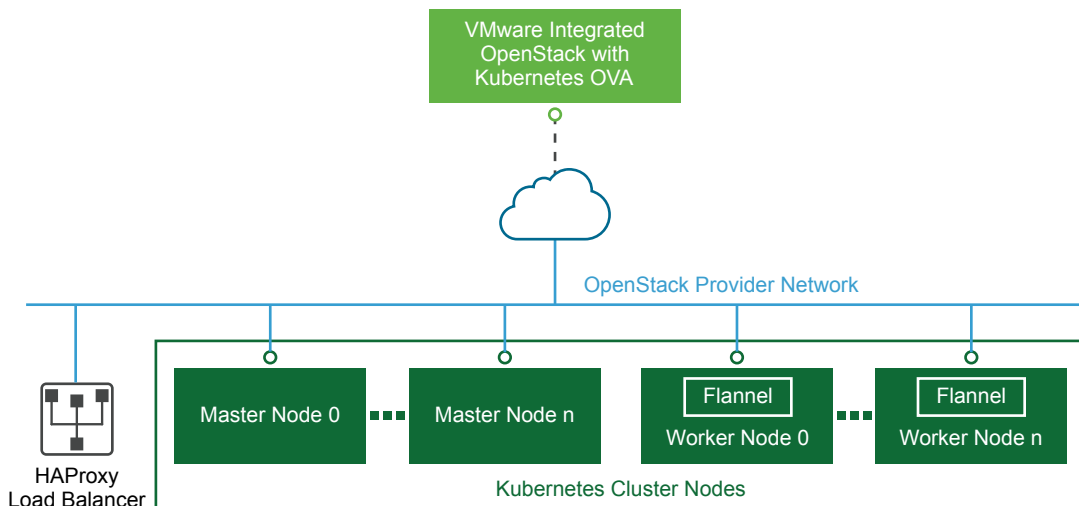 VMware Integrated
OpenStack with
Kubernetes OVA
OpenStack Provider Network
Master Node 0
Master Node n
Flannel
Worker Node 0
Flannel
Worker Node n
HAProxy
Load Balancer
Kubernetes Cluster Nodes